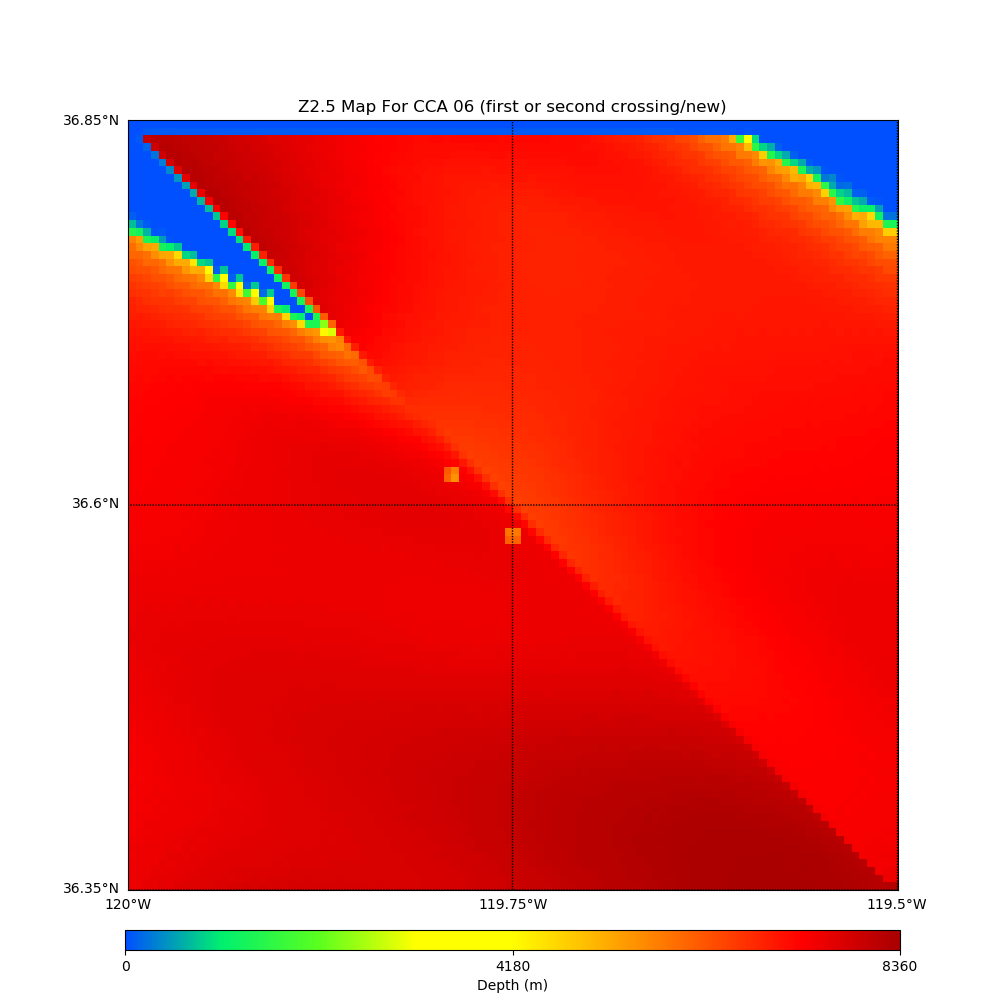 Z2.5 Map For CCA 06 (first or second crossing/new)
36.85°N
36.6°N
36.35°N
120°W 119.75°W 119.5°W
0 4180 8360
Depth (m)